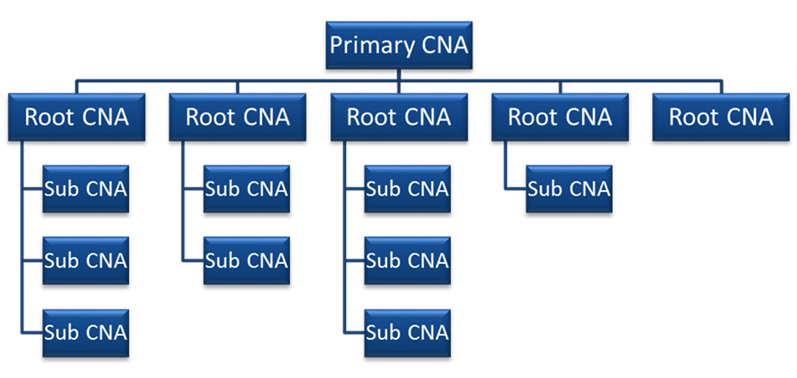 Primary CNA
Root CNA Root CNA Root CNA Root CNA Root CNA
Sub CNA Sub CNA Sub CNA Sub CNA
Sub CNA Sub CNA Sub CNA
Sub CNA Sub CNA